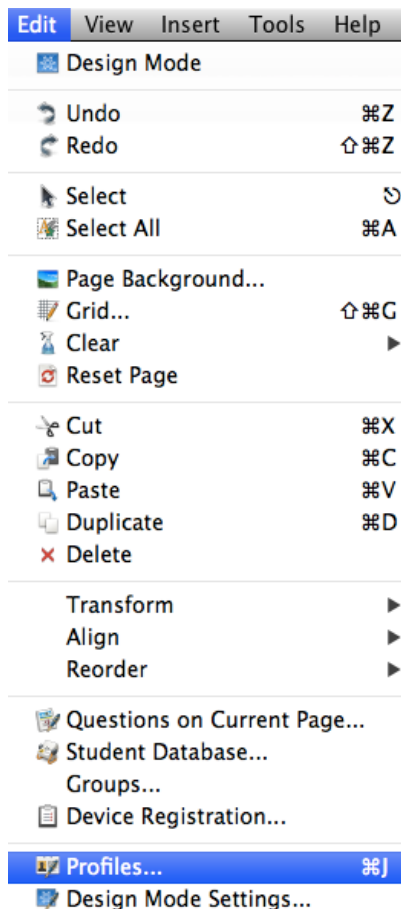 Edit View Insert Tools Help
Design Mode
Undo ⌘Z
Redo ⇧⌘Z
Select ⎋
Select All ⌘A
Page Background...
Grid... ⇧⌘G
Clear ▶
Reset Page
Cut ⌘X
Copy ⌘C
Paste ⌘V
Duplicate ⌘D
Delete
Transform ▶
Align ▶
Reorder ▶
Questions on Current Page...
Student Database...
Groups...
Device Registration...
Profiles... ⌘J
Design Mode Settings...